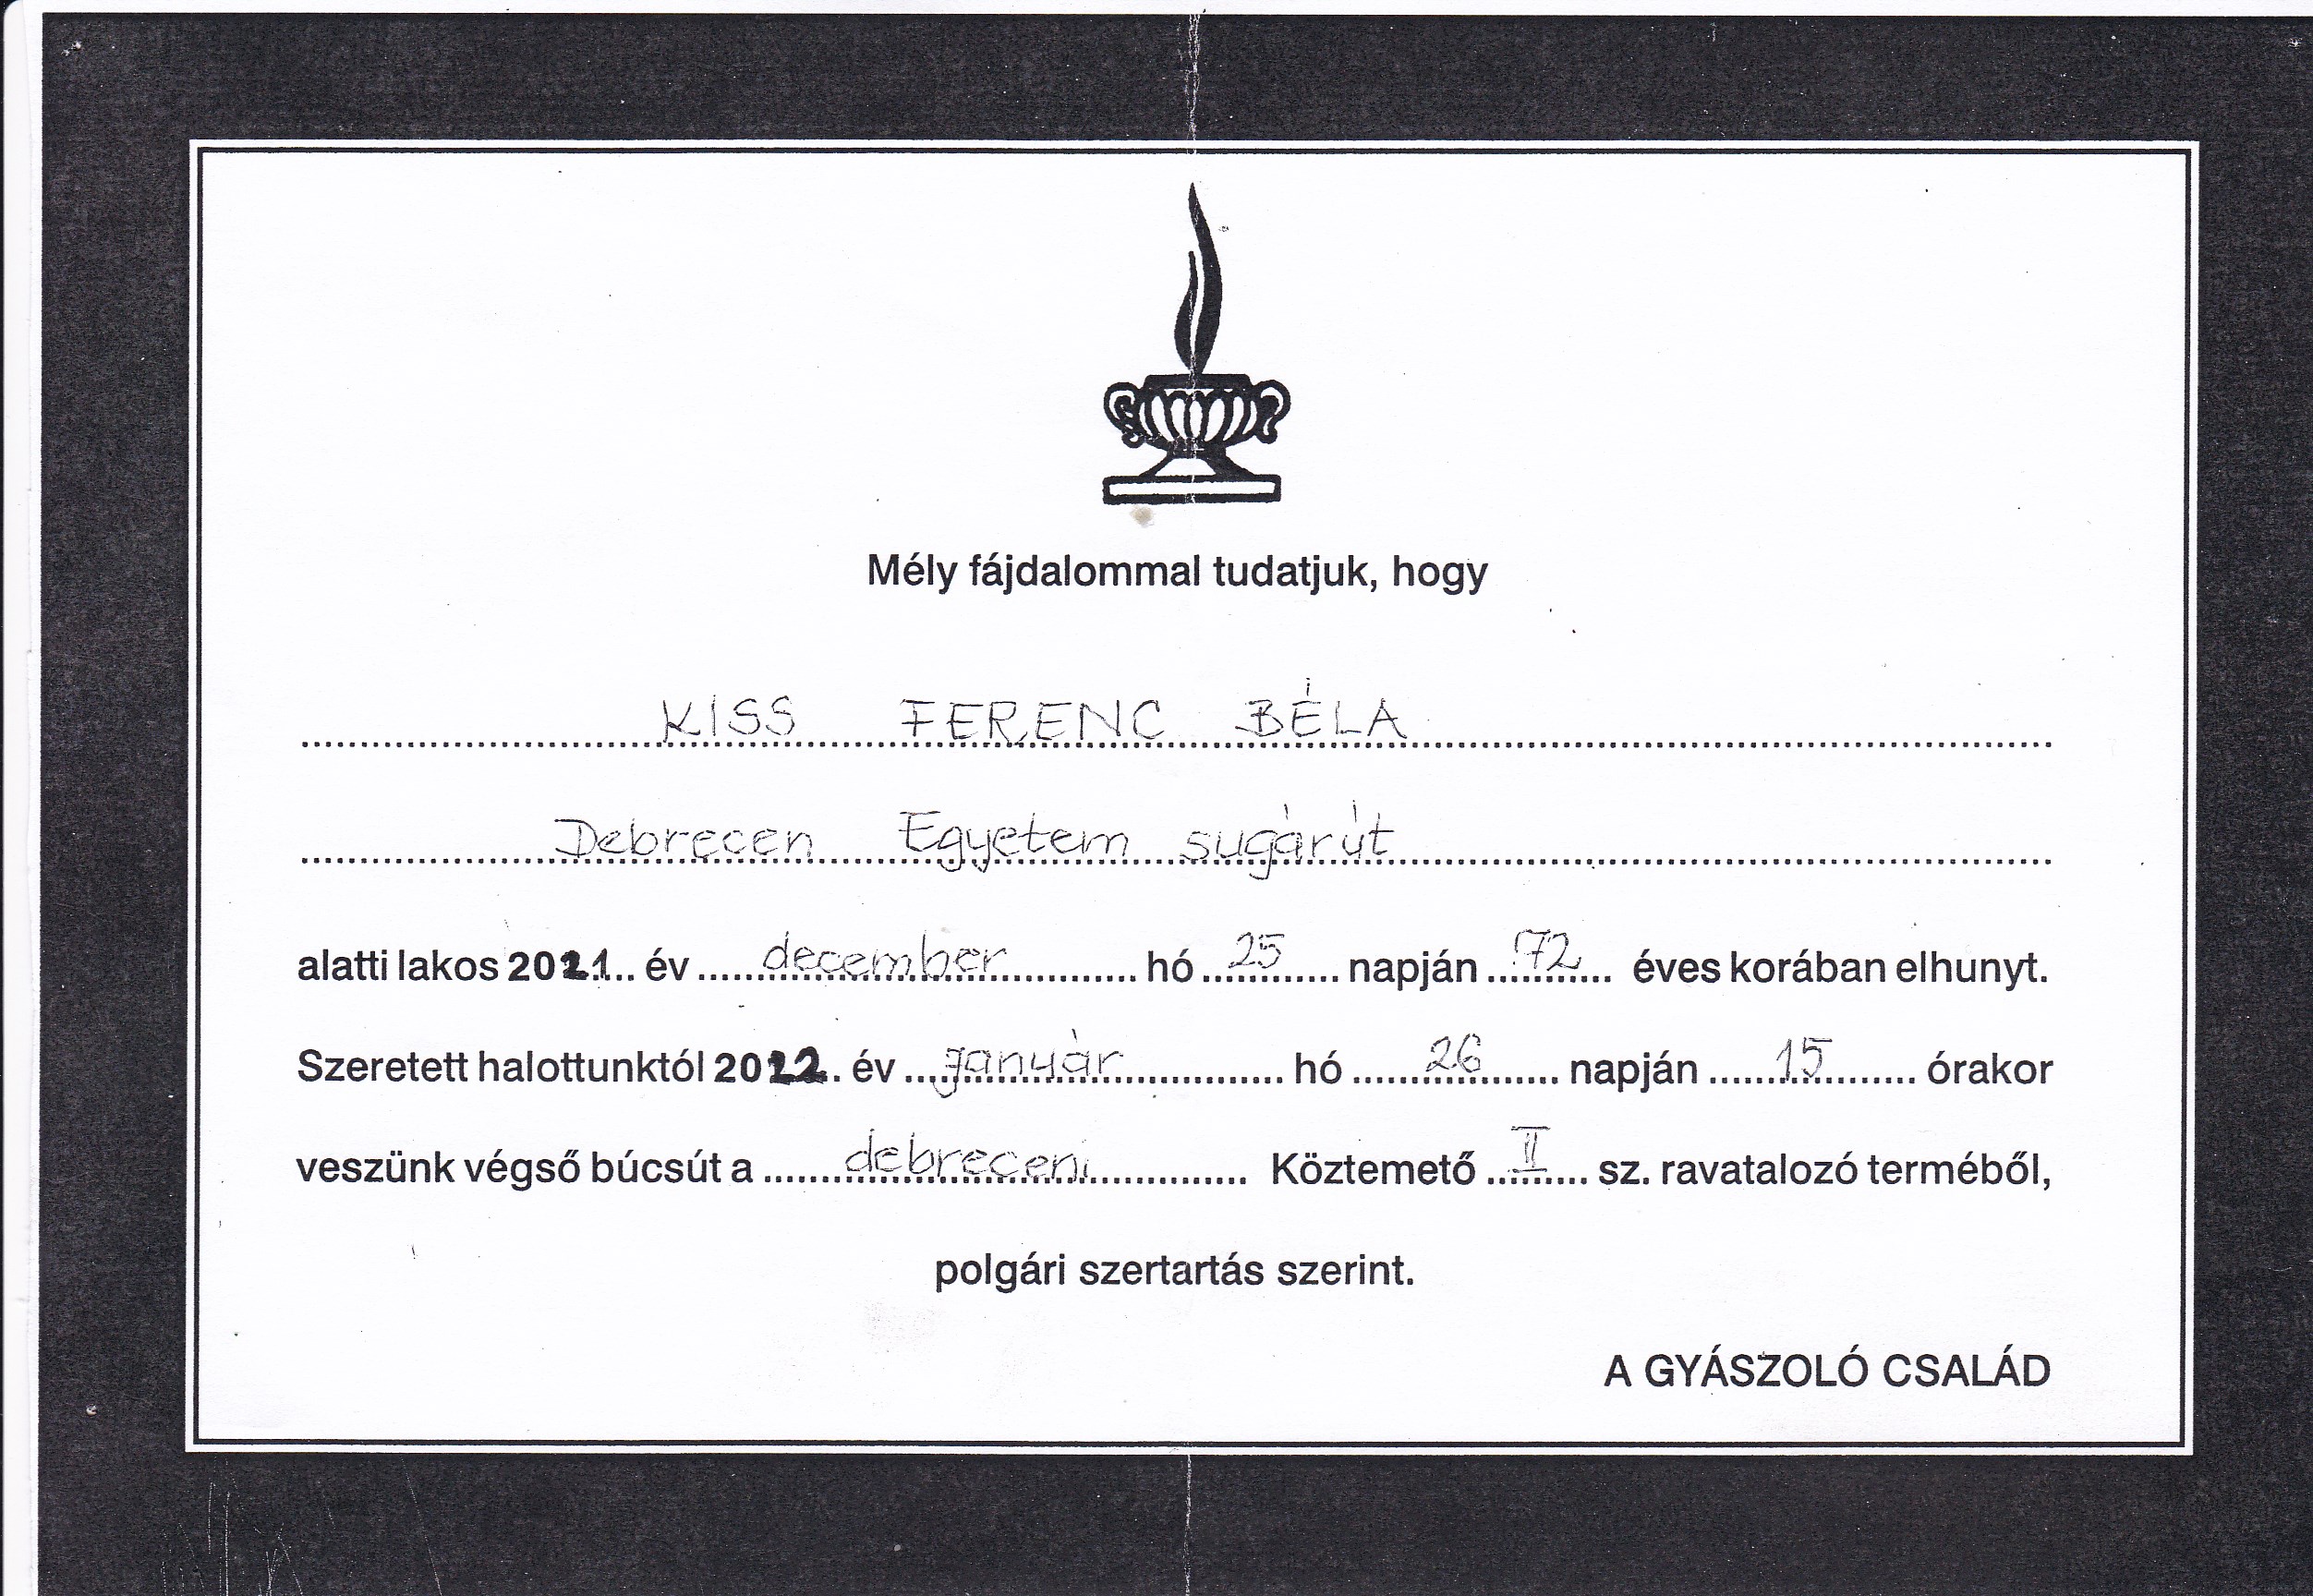 Mély fájdalommal tudatjuk, hogy
KISS FERENC BÉLA
Debrecen Egyetem sugárút
alatti lakos 2021. év december hó 25 napján 72 éves korában elhunyt.
Szeretett halottunktól 2022. év január hó 26 napján 15 órakor
veszünk végső búcsút a debreceni Köztemető II sz. ravatalozó terméből,
polgári szertartás szerint.
A GYÁSZOLÓ CSALÁD